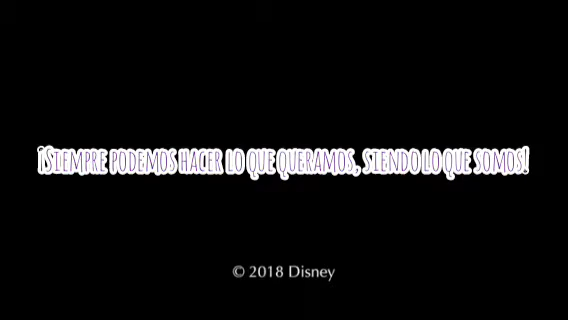 ¡Siempre podemos hacer lo que queramos, siendo lo que somos!
© 2018 Disney